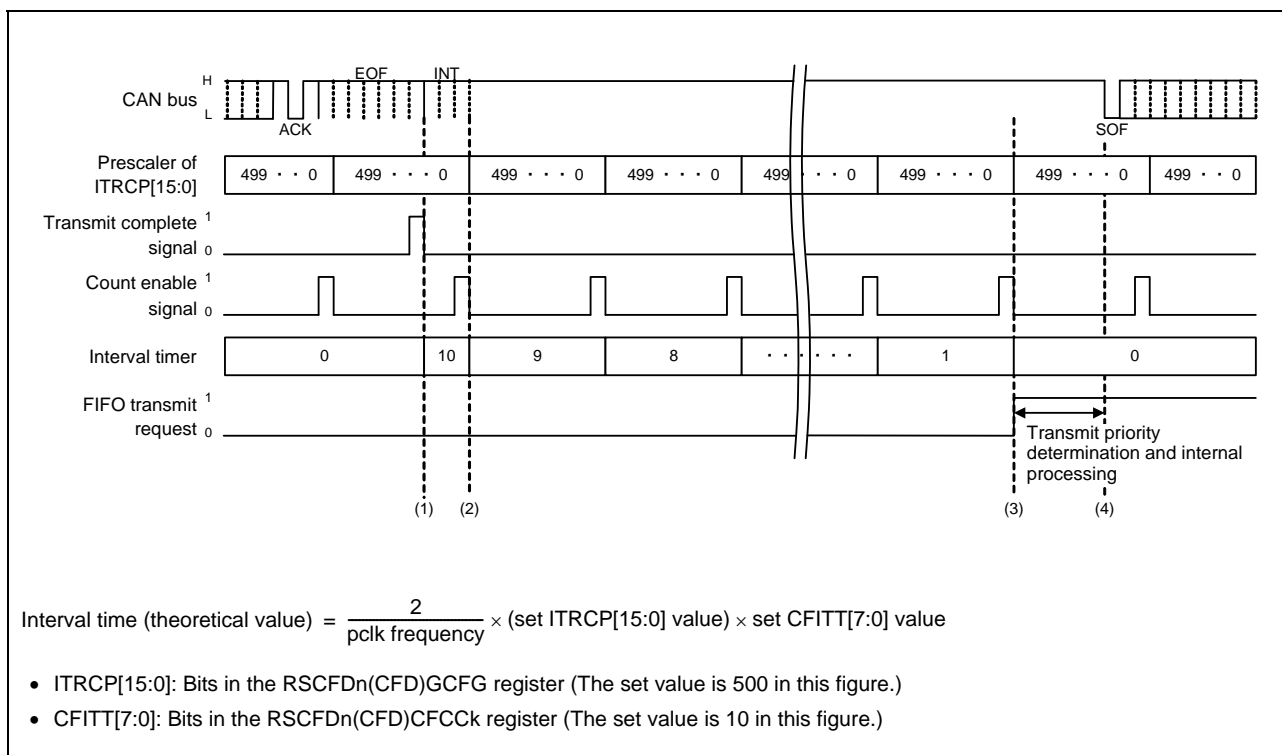 H
EOF
INT
CAN bus
L
ACK
SOF
Prescaler of
ITRCP[15:0]
499 · · 0
499 · · · 0
499 · · · 0
499 · · · 0
499 · · · 0
499 · · · 0
499 · · · 0
499 · · 0
Transmit complete 1
signal 0
Count enable 1
signal 0
Interval timer
0
10
9
8
· · · · · · ·
1
0
FIFO transmit 1
request 0
Transmit priority
determination and internal
processing
(1)
(2)
(3)
(4)
Interval time (theoretical value) = 2 / pclk frequency × (set ITRCP[15:0] value) × set CFITT[7:0] value
• ITRCP[15:0]: Bits in the RSCFDn(CFD)GCFG register (The set value is 500 in this figure.)
• CFITT[7:0]: Bits in the RSCFDn(CFD)CFCCk register (The set value is 10 in this figure.)